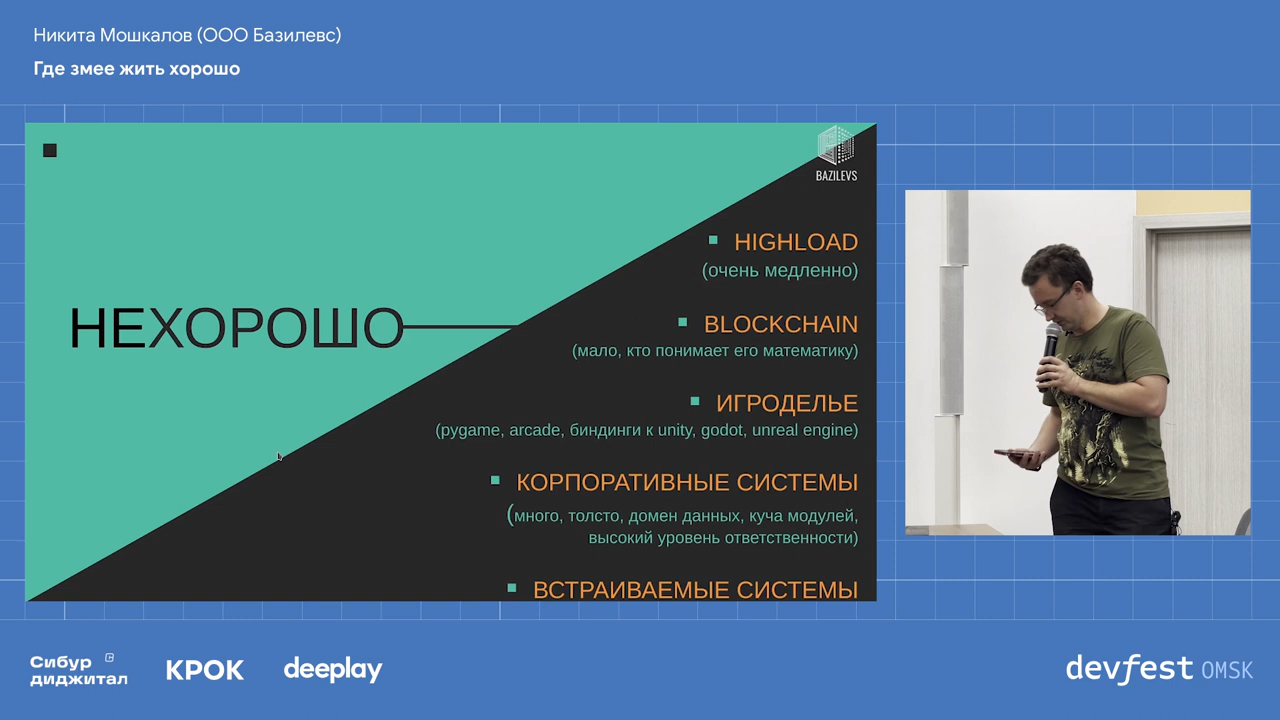 Никита Мошкалов (ООО Базилевс)
Где змее жить хорошо
BAZILEVS
НЕХОРОШО
HIGHLOAD
(очень медленно)
BLOCKCHAIN
(мало, кто понимает его математику)
ИГРОДЕЛЬЕ
(pygame, arcade, биндинги к unity, godot, unreal engine)
КОРПОРАТИВНЫЕ СИСТЕМЫ
(много, толсто, домен данных, куча модулей,
высокий уровень ответственности)
ВСТРАИВАЕМЫЕ СИСТЕМЫ
Сибур
диджитал
КРОК
deeplay
devfest OMSK